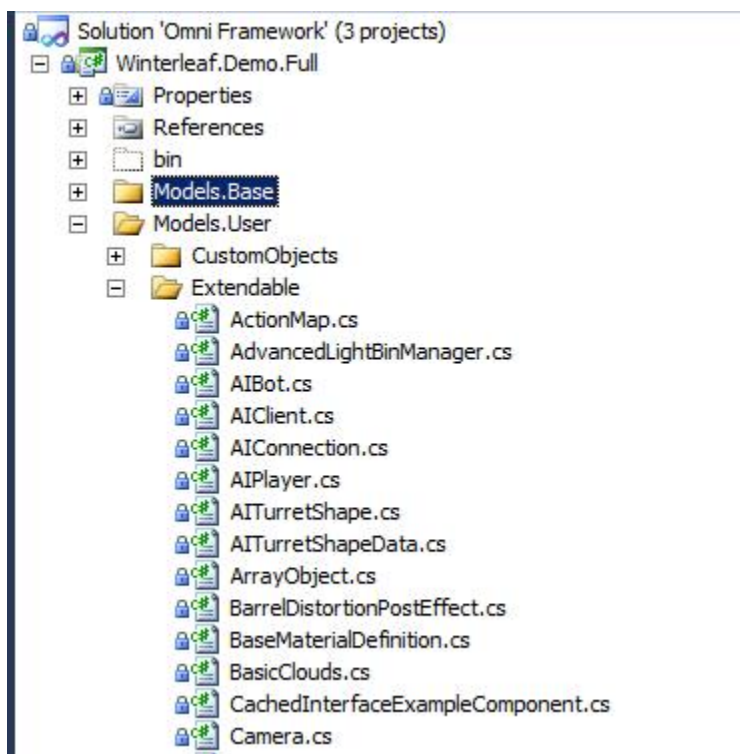 Solution 'Omni Framework' (3 projects)
Winterleaf.Demo.Full
Properties
References
bin
Models.Base
Models.User
CustomObjects
Extendable
ActionMap.cs
AdvancedLightBinManager.cs
AIBot.cs
AIClient.cs
AIConnection.cs
AIPlayer.cs
AITurretShape.cs
AITurretShapeData.cs
ArrayObject.cs
BarrelDistortionPostEffect.cs
BaseMaterialDefinition.cs
BasicClouds.cs
CachedInterfaceExampleComponent.cs
Camera.cs